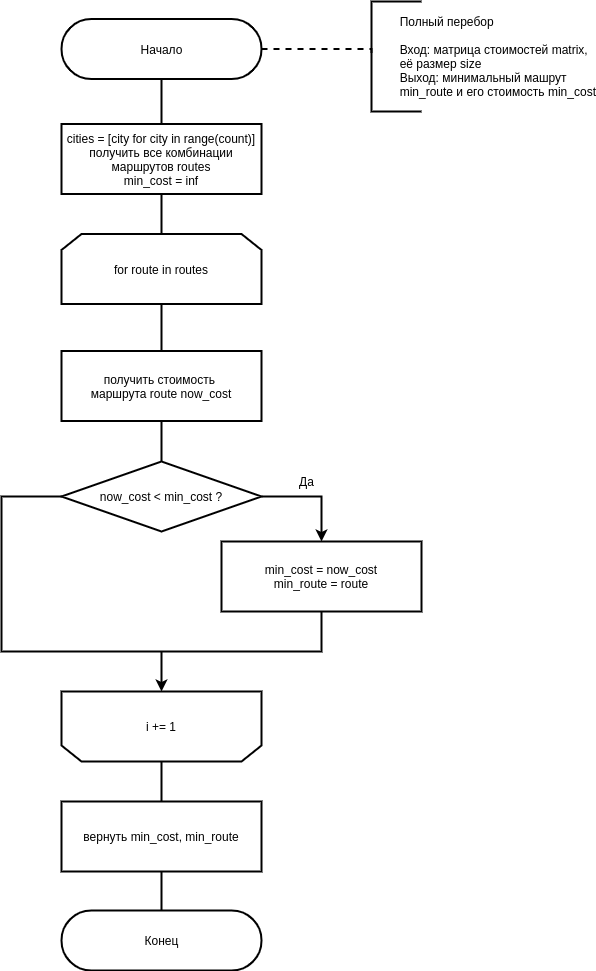 Начало
Полный перебор
Вход: матрица стоимостей matrix,
её размер size
Выход: минимальный машрут
min_route и его стоимость min_cost
cities = [city for city in range(count)]
получить все комбинации
маршрутов routes
min_cost = inf
for route in routes
получить стоимость
маршрута route now_cost
now_cost < min_cost ?
Да
min_cost = now_cost
min_route = route
i += 1
вернуть min_cost, min_route
Конец